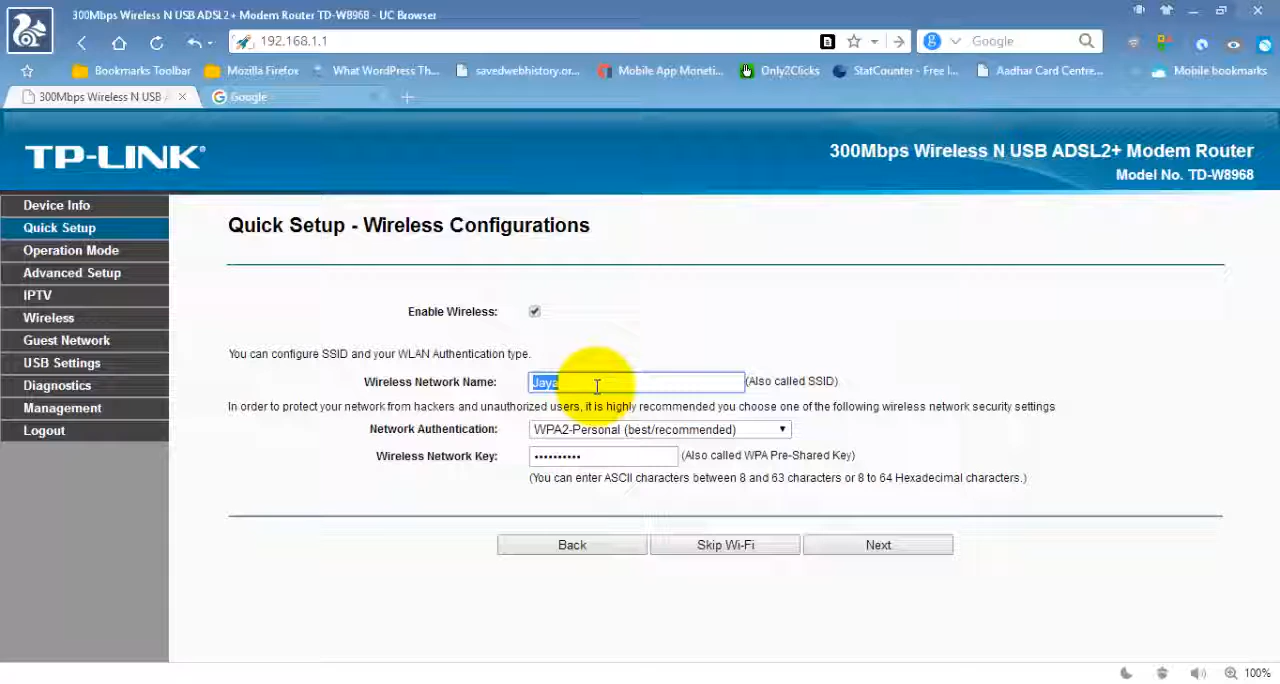 300Mbps Wireless N USB ADSL2+ Modem Router TD-W8968 - UC Browser
192.168.1.1
Google
Bookmarks Toolbar
Mozilla Firefox
What WordPress Th...
savedwebhistory.or...
Mobile App Moneti...
Only2Clicks
StatCounter - Free I...
Aadhar Card Centre...
Mobile bookmarks
300Mbps Wireless N USB
Google
TP-LINK
300Mbps Wireless N USB ADSL2+ Modem Router
Model No. TD-W8968
Device Info
Quick Setup
Operation Mode
Advanced Setup
IPTV
Wireless
Guest Network
USB Settings
Diagnostics
Management
Logout
Quick Setup - Wireless Configurations
Enable Wireless:
You can configure SSID and your WLAN Authentication type.
Wireless Network Name: Jaya (Also called SSID)
In order to protect your network from hackers and unauthorized users, it is highly recommended you choose one of the following wireless network security settings
Network Authentication: WPA2-Personal (best/recommended)
Wireless Network Key: •••••••••• (Also called WPA Pre-Shared Key)
(You can enter ASCII characters between 8 and 63 characters or 8 to 64 Hexadecimal characters.)
Back
Skip Wi-Fi
Next
100%